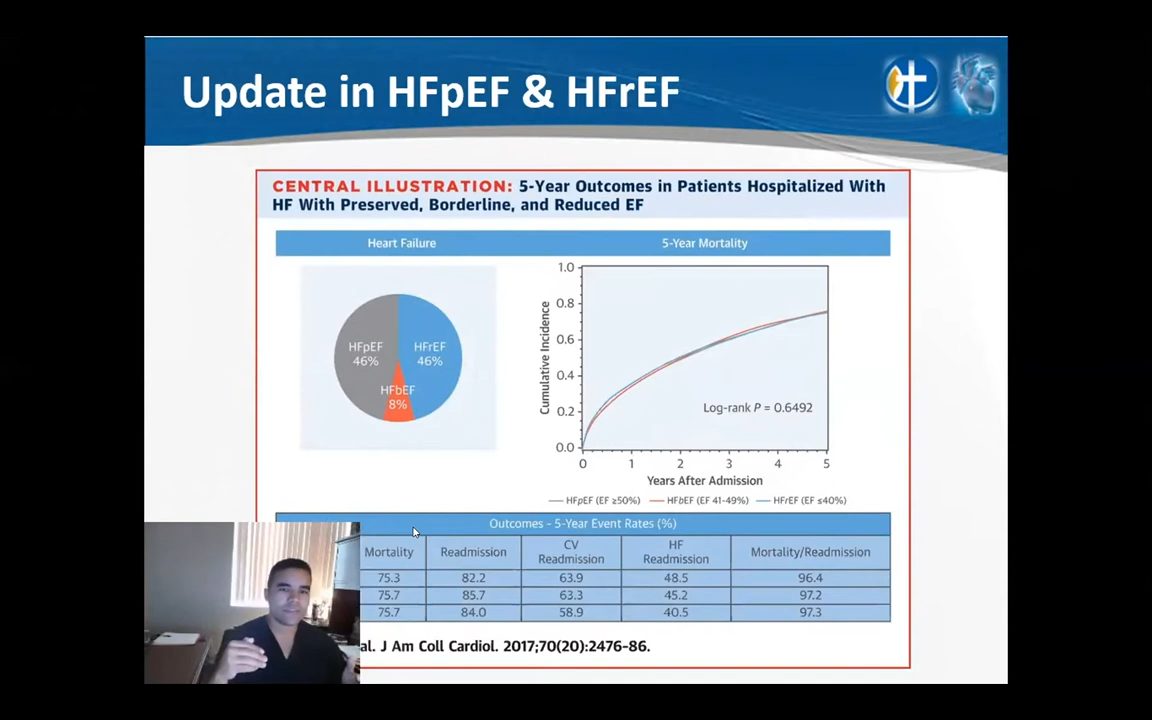 Update in HFpEF & HFrEF
CENTRAL ILLUSTRATION: 5-Year Outcomes in Patients Hospitalized With
HF With Preserved, Borderline, and Reduced EF
Heart Failure
HFpEF
46%
HFrEF
46%
HFbEF
8%
5-Year Mortality
Cumulative Incidence
1.0
0.8
0.6
0.4
0.2
0.0
Log-rank P = 0.6492
0 1 2 3 4 5
Years After Admission
HFpEF (EF ≥50%) HFbEF (EF 41-49%) HFrEF (EF ≤40%)
Outcomes - 5-Year Event Rates (%)
Mortality Readmission CV Readmission HF Readmission Mortality/Readmission
75.3 82.2 63.9 48.5 96.4
75.7 85.7 63.3 45.2 97.2
75.7 84.0 58.9 40.5 97.3
al. J Am Coll Cardiol. 2017;70(20):2476-86.